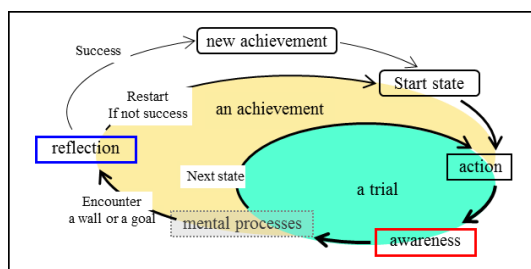 new achievement
Success
Start state
Restart
If not success
an achievement
reflection
action
Next state
a trial
Encounter
a wall or a goal
mental processes
awareness